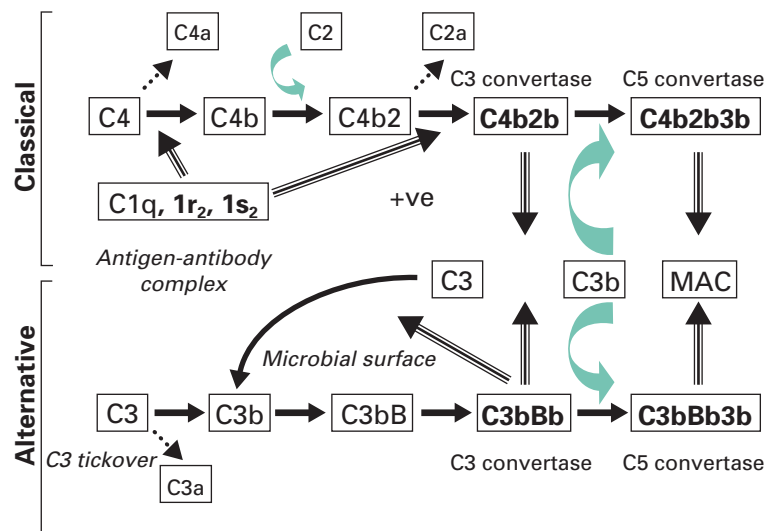 Classical
C4a
C2
C2a
C3 convertase
C5 convertase
C4
C4b
C4b2
C4b2b
C4b2b3b
C1q, 1r₂, 1s₂
+ve
Antigen-antibody
complex
C3
C3b
MAC
Alternative
Microbial surface
C3
C3b
C3bB
C3bBb
C3bBb3b
C3 tickover
C3a
C3 convertase
C5 convertase